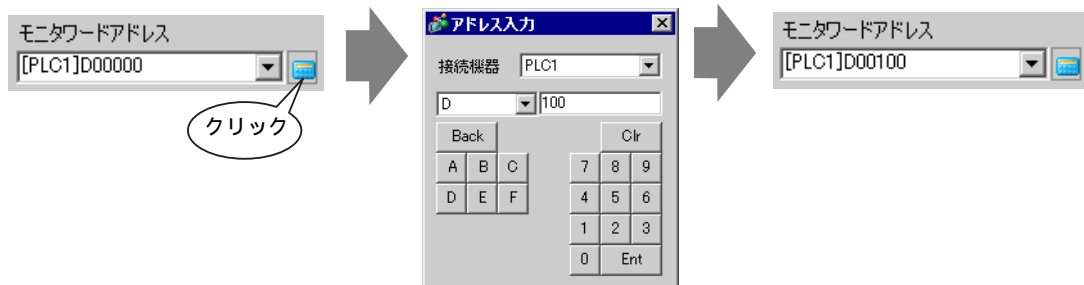 モニタワードアドレス
[PLC1]D00000
クリック
アドレス入力
接続機器 PLC1
D 100
Back Clr
A B C 7 8 9
D E F 4 5 6
1 2 3
0 Ent
モニタワードアドレス
[PLC1]D00100